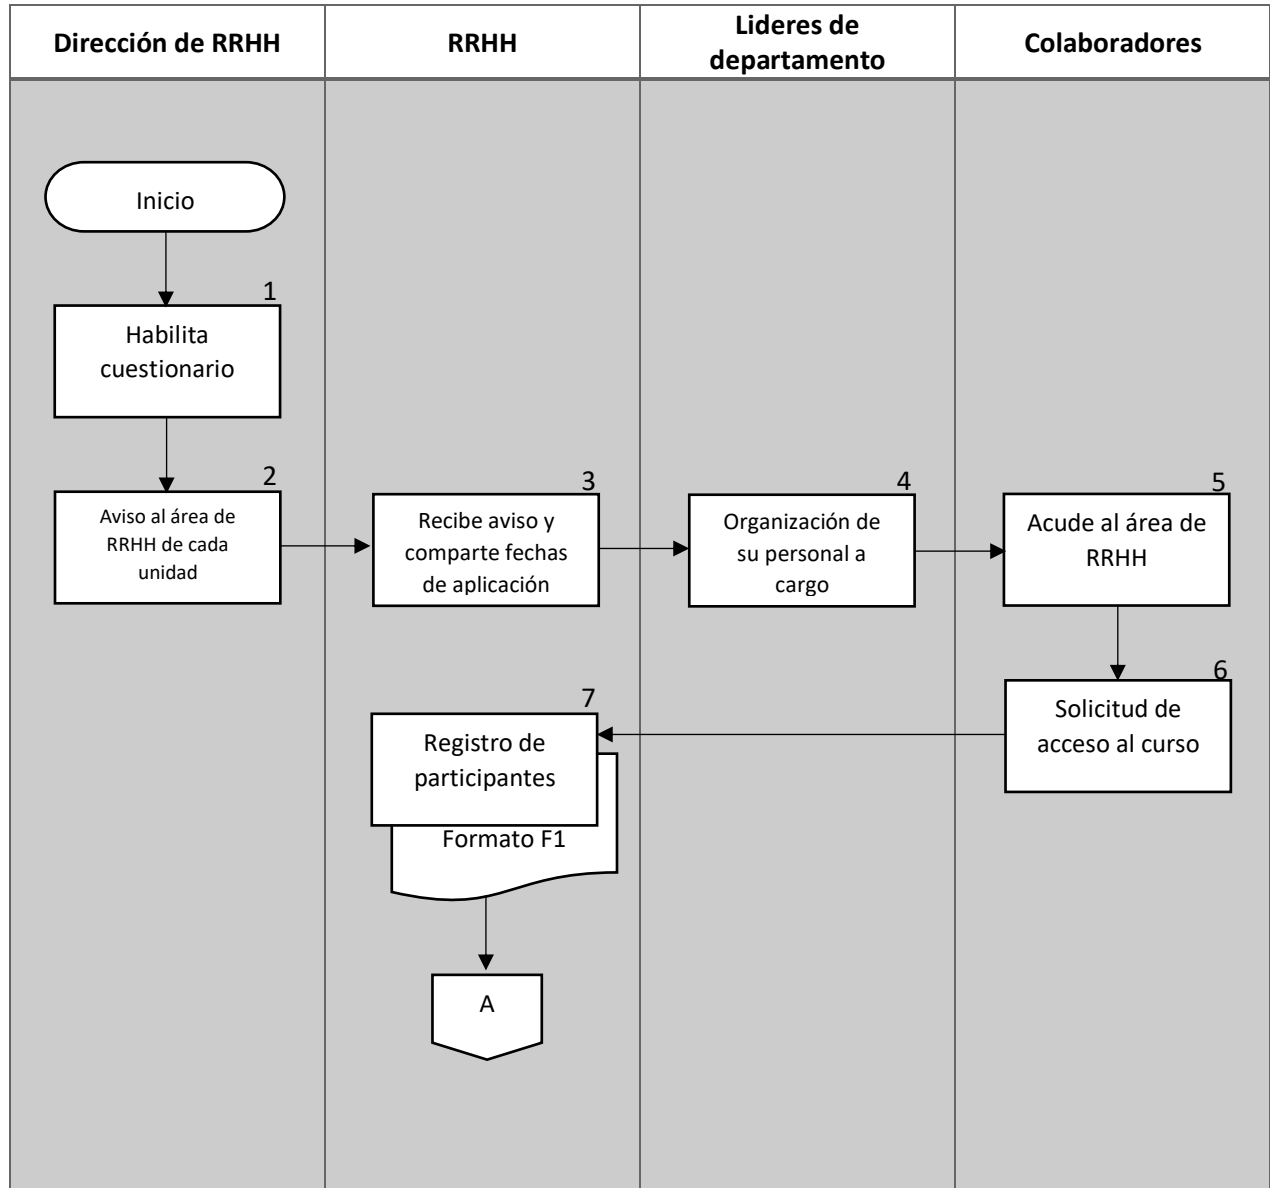 Dirección de RRHH
RRHH
Lideres de
departamento
Colaboradores
Inicio
1
Habilita
cuestionario
2
Aviso al área de
RRHH de cada
unidad
3
Recibe aviso y
comparte fechas
de aplicación
4
Organización de
su personal a
cargo
5
Acude al área de
RRHH
6
Solicitud de
acceso al curso
7
Registro de
participantes
Formato F1
A